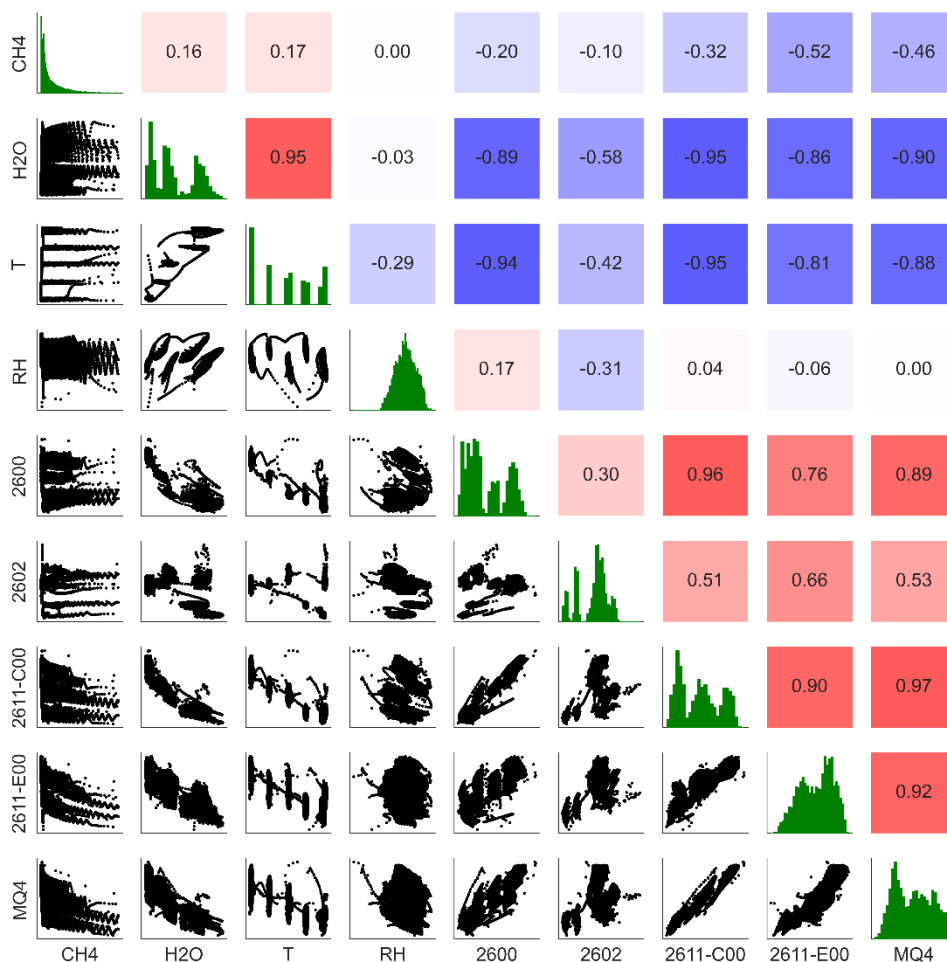 CH4 0.16 0.17 0.00 -0.20 -0.10 -0.32 -0.52 -0.46
H2O 0.95 -0.03 -0.89 -0.58 -0.95 -0.86 -0.90
T -0.29 -0.94 -0.42 -0.95 -0.81 -0.88
RH 0.17 -0.31 0.04 -0.06 0.00
2600 0.30 0.96 0.76 0.89
2602 0.51 0.66 0.53
2611-C00 0.90 0.97
2611-E00 0.92
MQ4
CH4 H2O T RH 2600 2602 2611-C00 2611-E00 MQ4